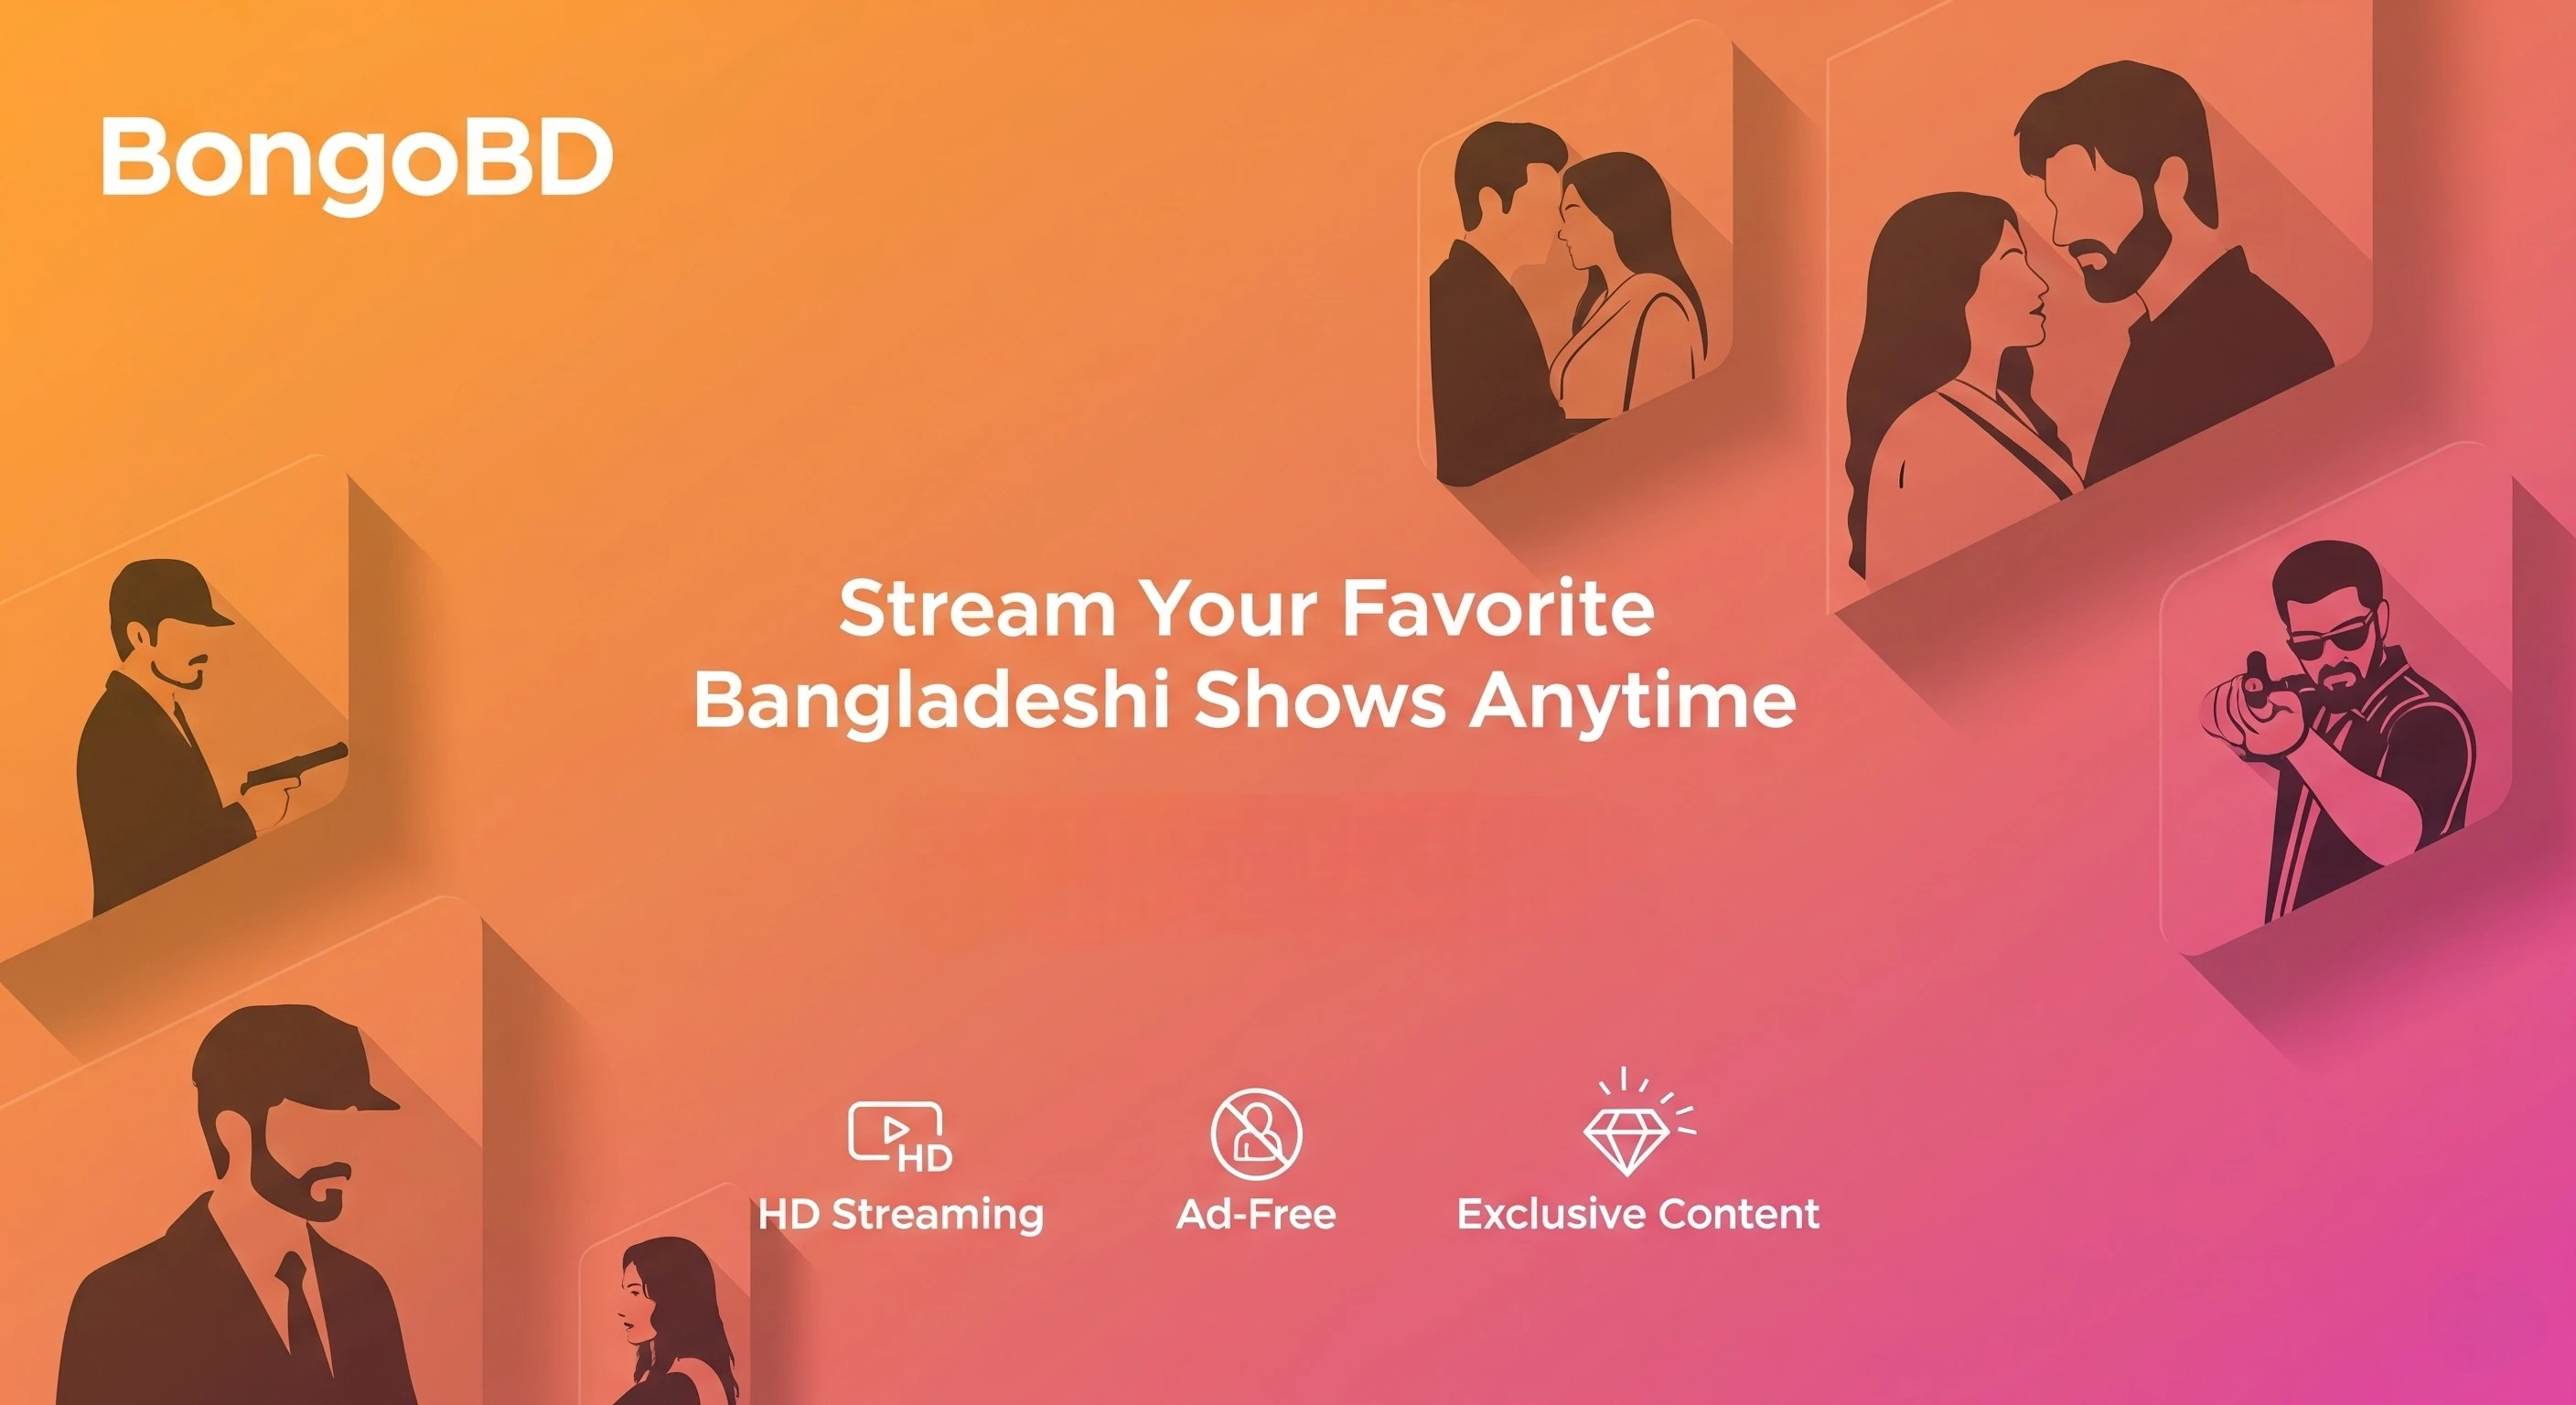 BongoBD
Stream Your Favorite
Bangladeshi Shows Anytime
HD
HD Streaming
Ad-Free
Exclusive Content